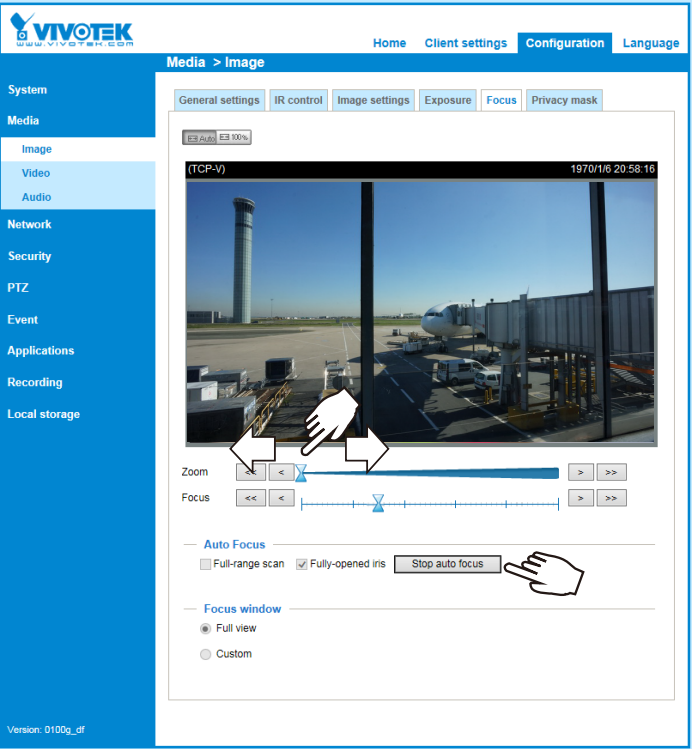 VIVOTEK
WWW.VIVOTEK.COM
Home Client settings Configuration Language
Media > Image
System
Media
Image
Video
Audio
Network
Security
PTZ
Event
Applications
Recording
Local storage
Version: 0100g_df
General settings IR control Image settings Exposure Focus Privacy mask
Auto 100%
(TCP-V) 1970/1/6 20:58:16
Zoom << < > >>
Focus << < > >>
Auto Focus
Full-range scan Fully-opened iris Stop auto focus
Focus window
Full view
Custom